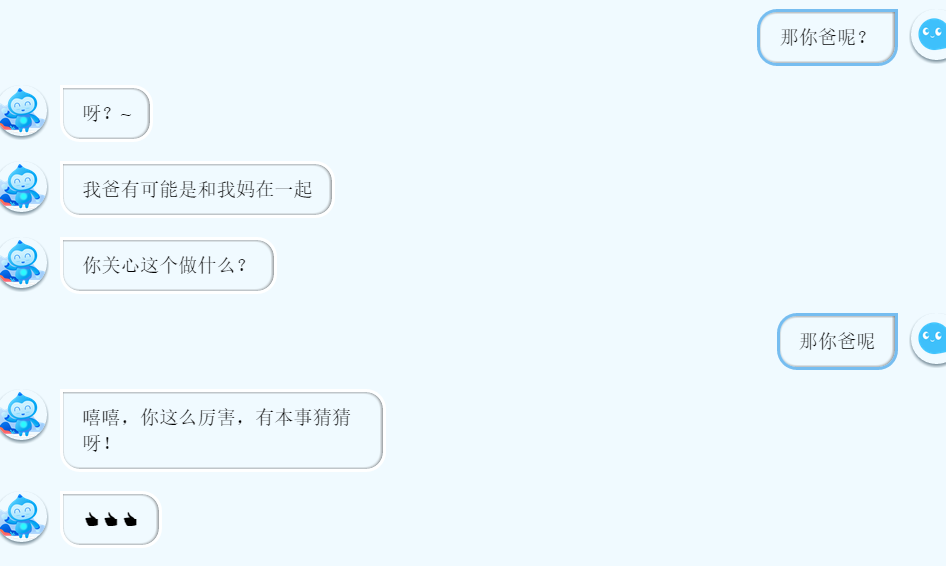 那你爸呢？
呀？~
我爸有可能是和我妈在一起
你关心这个做什么？
那你爸呢
嘻嘻，你这么厉害，有本事猜猜
呀！